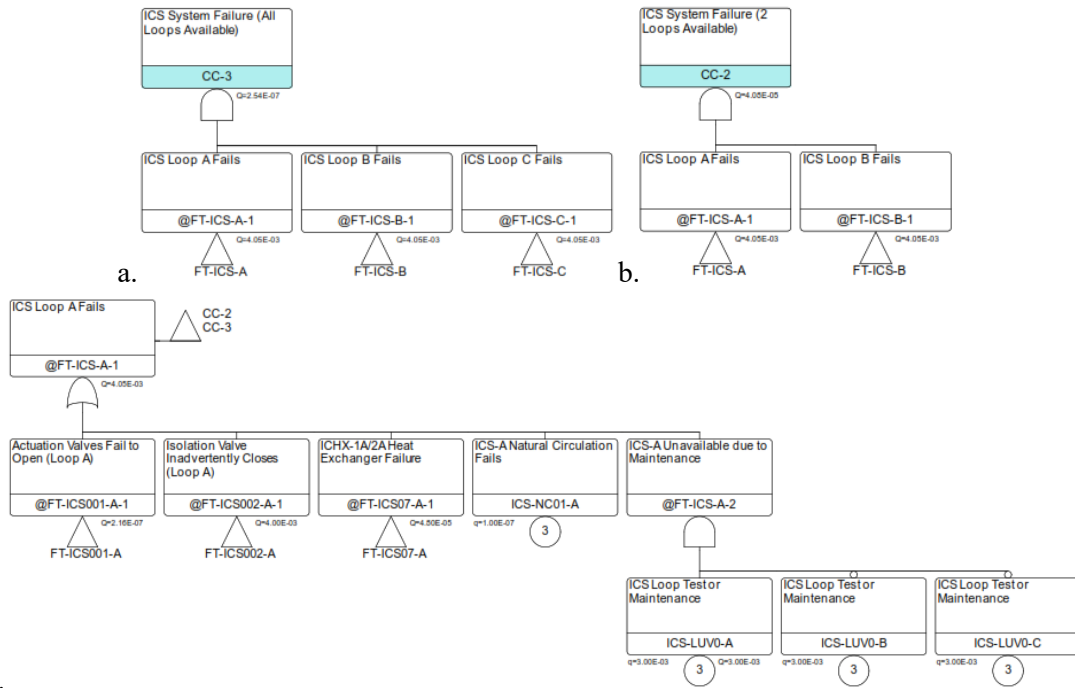 ICS System Failure (All
Loops Available)
CC-3
Q=2.54E-07
ICS Loop A Fails
@FT-ICS-A-1
Q=4.05E-03
FT-ICS-A
ICS Loop B Fails
@FT-ICS-B-1
Q=4.05E-03
FT-ICS-B
ICS Loop C Fails
@FT-ICS-C-1
Q=4.05E-03
FT-ICS-C
a.
ICS System Failure (2
Loops Available)
CC-2
Q=4.05E-05
ICS Loop A Fails
@FT-ICS-A-1
Q=4.05E-03
FT-ICS-A
ICS Loop B Fails
@FT-ICS-B-1
Q=4.05E-03
FT-ICS-B
b.
ICS Loop A Fails
@FT-ICS-A-1
Q=4.05E-03
CC-2
CC-3
Actuation Valves Fail to
Open (Loop A)
@FT-ICS001-A-1
Q=2.16E-07
FT-ICS001-A
Isolation Valve
Inadvertently Closes
(Loop A)
@FT-ICS002-A-1
Q=4.00E-03
FT-ICS002-A
ICHX-1A/2A Heat
Exchanger Failure
@FT-ICS07-A-1
Q=4.50E-05
FT-ICS07-A
ICS-A Natural Circulation
Fails
ICS-NC01-A
q=1.00E-07
3
ICS-A Unavailable due to
Maintenance
@FT-ICS-A-2
ICS Loop Test or
Maintenance
ICS-LUV0-A
q=3.00E-03
3
Q=3.00E-03
ICS Loop Test or
Maintenance
ICS-LUV0-B
q=3.00E-03
3
ICS Loop Test or
Maintenance
ICS-LUV0-C
q=3.00E-03
3